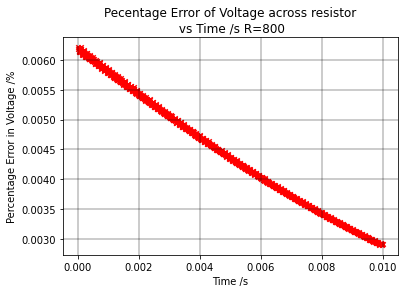 Pecentage Error of Voltage across resistor
vs Time /s R=800
Percentage Error in Voltage /%
0.0060
0.0055
0.0050
0.0045
0.0040
0.0035
0.0030
0.000 0.002 0.004 0.006 0.008 0.010
Time /s